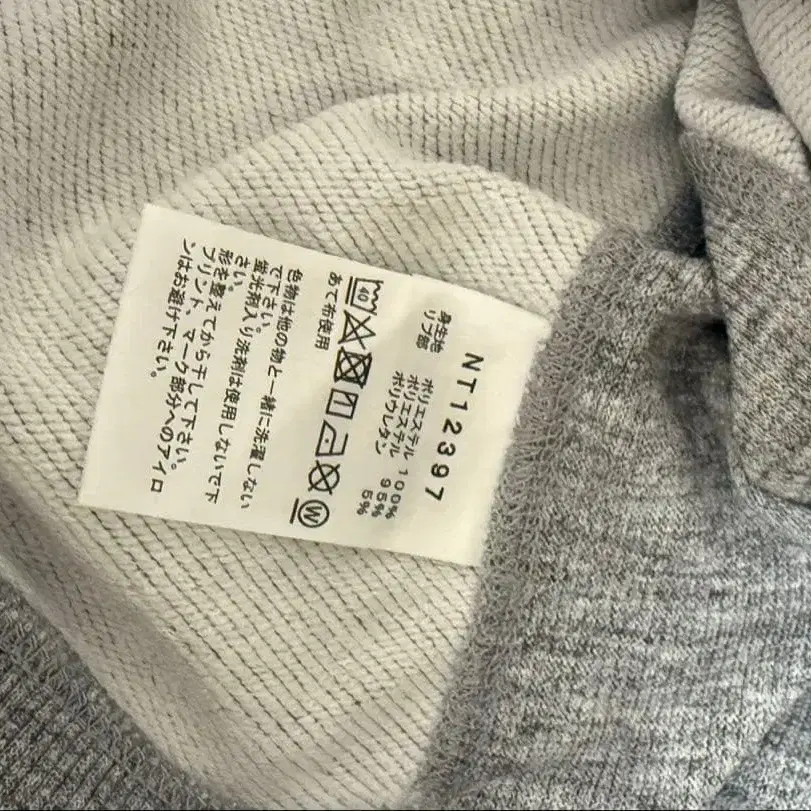 NT12397
身生地 ポリエステル 100%
リブ部 ポリエステル 95%
ポリウレタン 5%
40
W
あて布使用
色物は他の物と一緒に洗濯しない
で下さい。
蛍光剤入り洗剤は使用しないで下
さい。
形を整えてから干して下さい。
プリント、マーク部分へのアイロ
ンはお避け下さい。